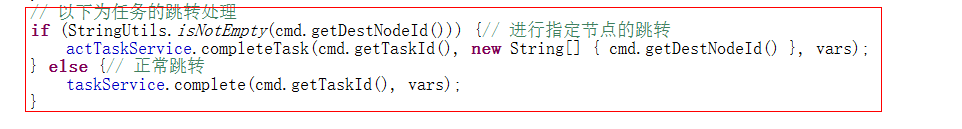 // 以下为任务的跳转处理
if (StringUtils.isNotEmpty(cmd.getDestNodeId())) {// 进行指定节点的跳转
    actTaskService.completeTask(cmd.getTaskId(), new String[] { cmd.getDestNodeId() }, vars);
} else {// 正常跳转
    taskService.complete(cmd.getTaskId(), vars);
}